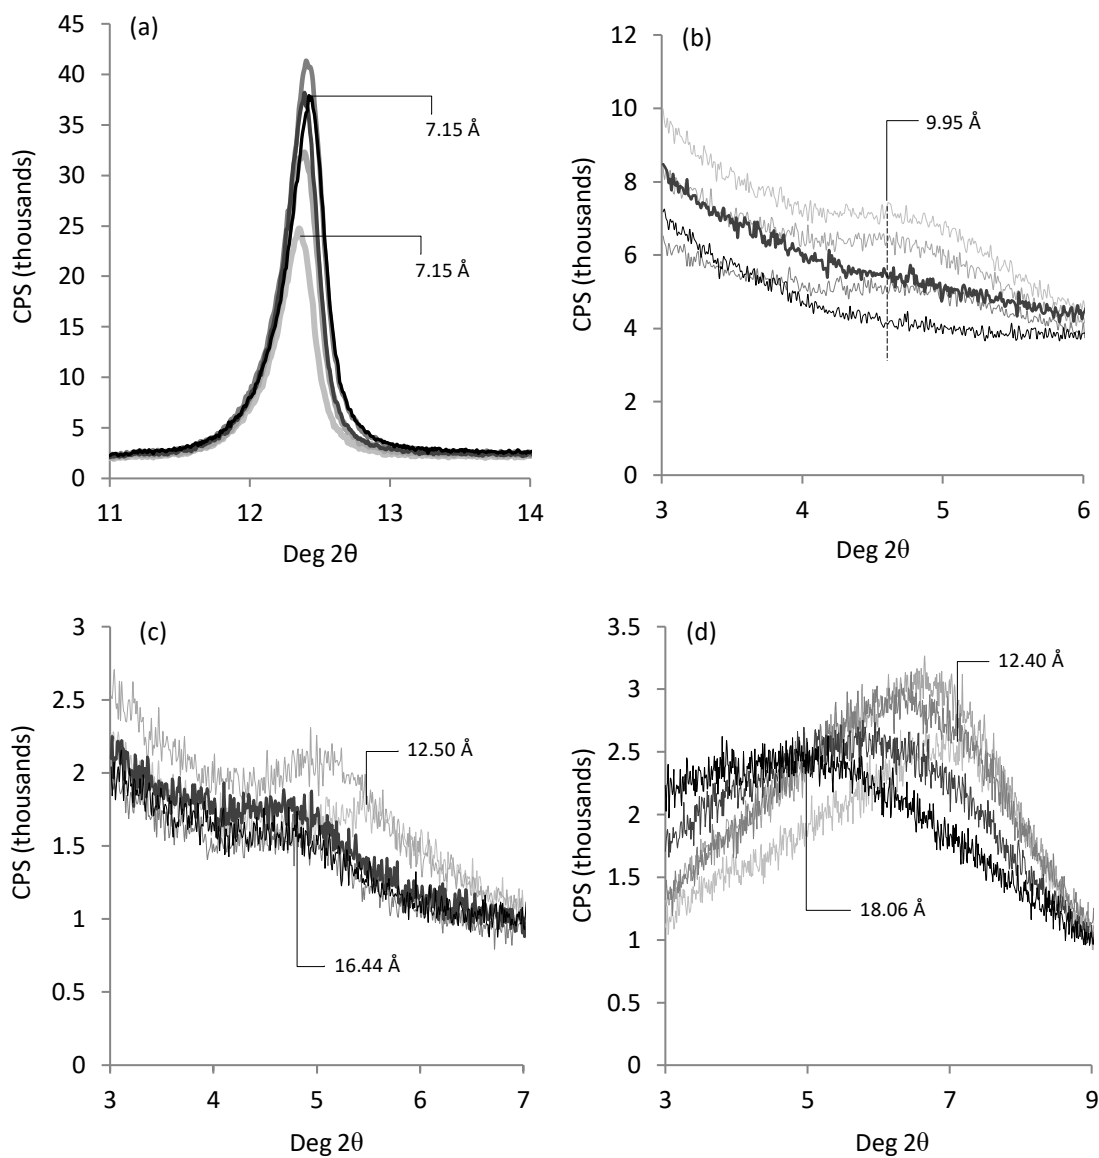 (a)
45
40
35
30
25
20
15
10
5
0
CPS (thousands)
7.15 Å
7.15 Å
11 12 13 14
Deg 2θ
(b)
12
10
8
6
4
2
0
CPS (thousands)
9.95 Å
3 4 5 6
Deg 2θ
(c)
3
2.5
2
1.5
1
0.5
0
CPS (thousands)
12.50 Å
16.44 Å
3 4 5 6 7
Deg 2θ
(d)
3.5
3
2.5
2
1.5
1
0.5
0
CPS (thousands)
12.40 Å
18.06 Å
3 5 7 9
Deg 2θ